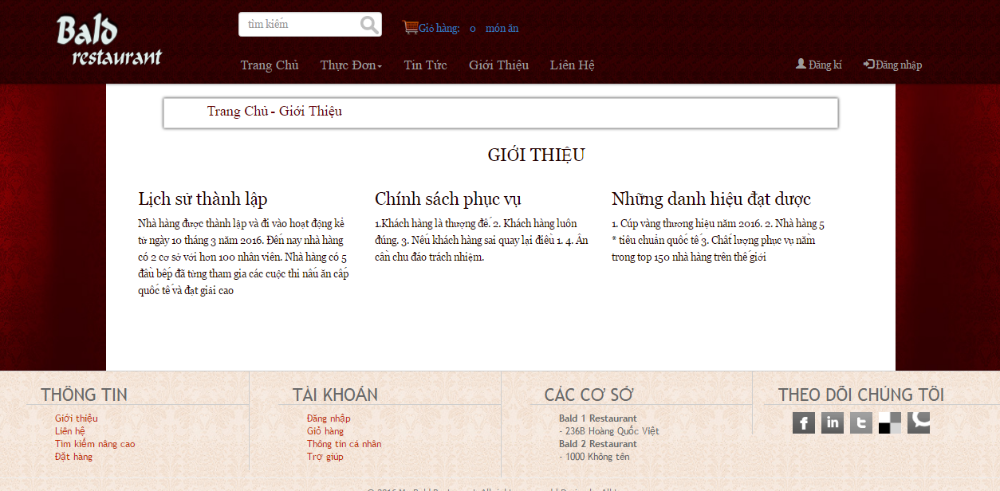 Bald
restaurant
tìm kiếm
Giỏ hàng: 0 món ăn
Trang Chủ Thực Đơn Tin Tức Giới Thiệu Liên Hệ Đăng kí Đăng nhập
Trang Chủ - Giới Thiệu
GIỚI THIỆU
Lịch sử thành lập
Nhà hàng được thành lập và đi vào hoạt động kể
từ ngày 10 tháng 3 năm 2016. Đến nay nhà hàng
có 2 cơ sở với hơn 100 nhân viên. Nhà hàng có 5
đầu bếp đã từng tham gia các cuộc thi nấu ăn cấp
quốc tế và đạt giải cao
Chính sách phục vụ
1.Khách hàng là thượng đế. 2. Khách hàng luôn
đúng. 3. Nếu khách hàng sai quay lại điều 1. 4. Ân
cần chu đáo trách nhiệm.
Những danh hiệu đạt dược
1. Cúp vàng thương hiệu năm 2016. 2. Nhà hàng 5
* tiêu chuẩn quốc tế 3. Chất lượng phục vụ nằm
trong top 150 nhà hàng trên thế giới
THÔNG TIN
Giới thiệu
Liên hệ
Tìm kiếm nâng cao
Đặt hàng
TÀI KHOẢN
Đăng nhập
Giỏ hàng
Thông tin cá nhân
Trợ giúp
CÁC CƠ SỞ
Bald 1 Restaurant
- 236B Hoàng Quốc Việt
Bald 2 Restaurant
- 1000 Không tên
THEO DÕI CHÚNG TÔI